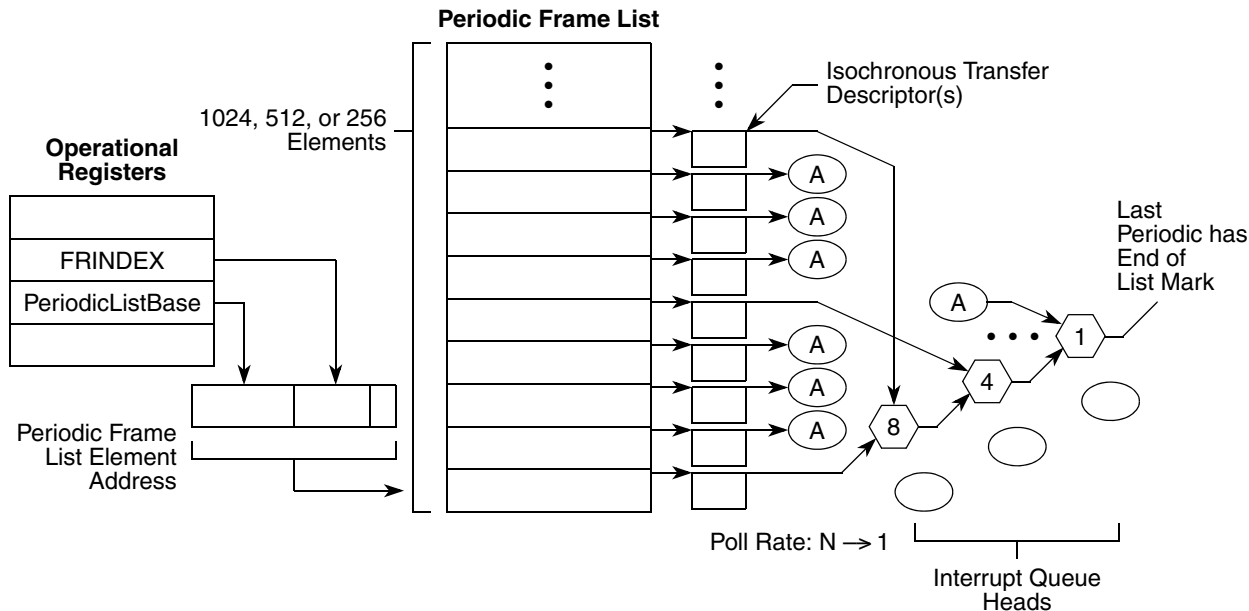 Periodic Frame List
Isochronous Transfer
Descriptor(s)
1024, 512, or 256
Elements
Operational
Registers
FRINDEX
PeriodicListBase
Periodic Frame
List Element
Address
A
A
A
A
A
A
A
8
4
1
Last
Periodic has
End of
List Mark
Poll Rate: N → 1
Interrupt Queue
Heads